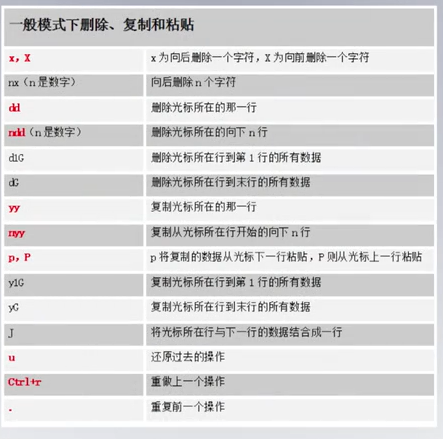 一般模式下删除、复制和粘贴
x，X x为向后删除一个字符，X为向前删除一个字符
nx（n是数字） 向后删除n个字符
dd 删除光标所在的那一行
ndd（n是数字） 删除光标所在的向下n行
d1G 删除光标所在行到第1行的所有数据
dG 删除光标所在行到末行的所有数据
yy 复制光标所在的那一行
nyy 复制从光标所在行开始的向下n行
p，P p将复制的数据从光标下一行粘贴，P则从光标上一行粘贴
y1G 复制光标所在行到第1行的所有数据
yG 复制光标所在行到末行的所有数据
J 将光标所在行与下一行的数据结合成一行
u 还原过去的操作
Ctrl+r 重做上一个操作
. 重复前一个操作